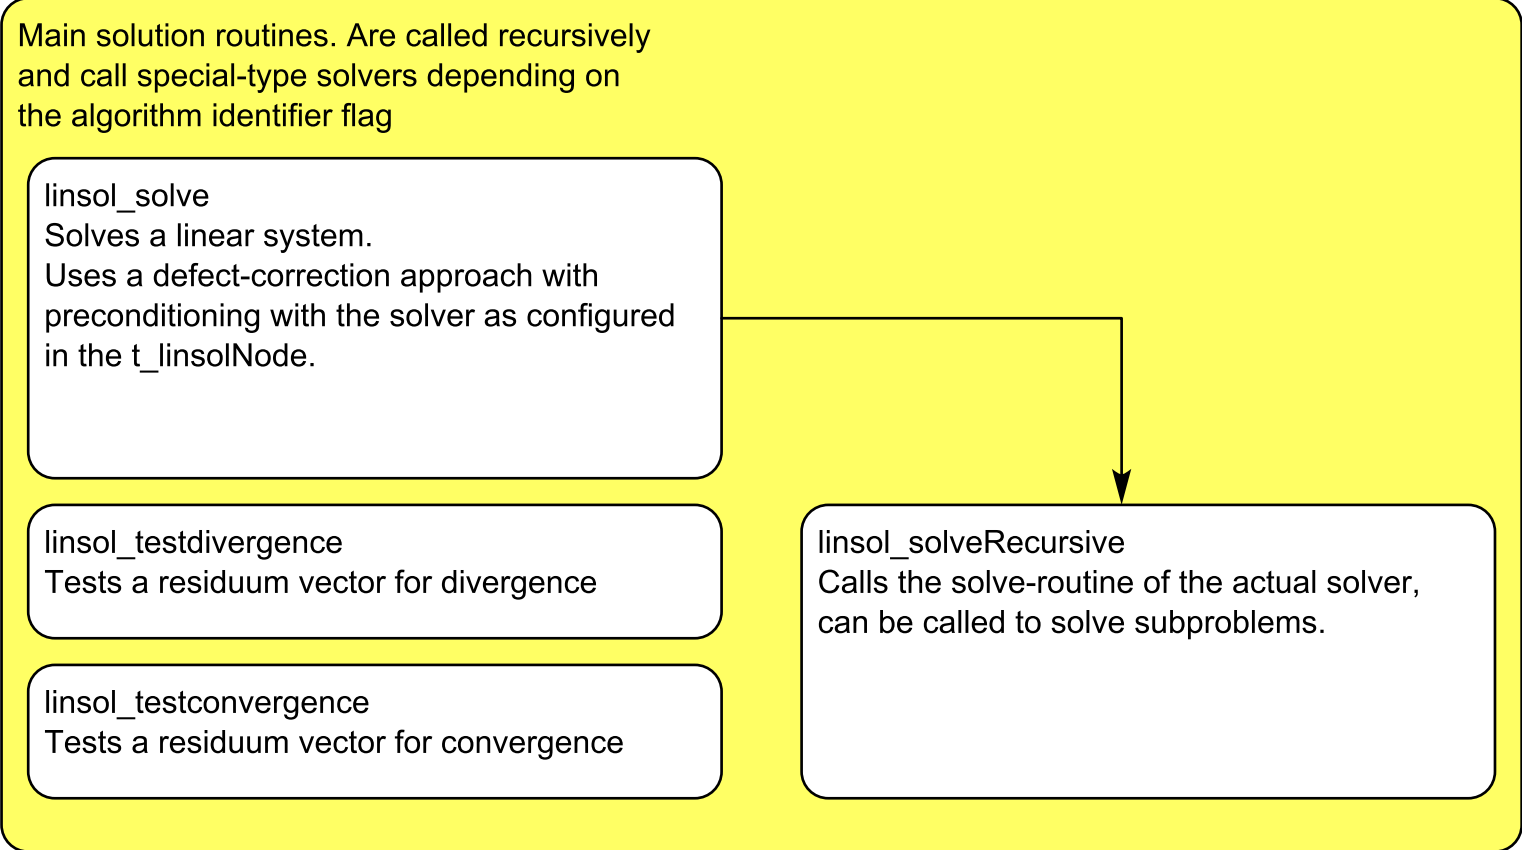 Main solution routines. Are called recursively
and call special-type solvers depending on
the algorithm identifier flag
linsol_solve
Solves a linear system.
Uses a defect-correction approach with
preconditioning with the solver as configured
in the t_linsolNode.
linsol_testdivergence
Tests a residuum vector for divergence
linsol_testconvergence
Tests a residuum vector for convergence
linsol_solveRecursive
Calls the solve-routine of the actual solver,
can be called to solve subproblems.